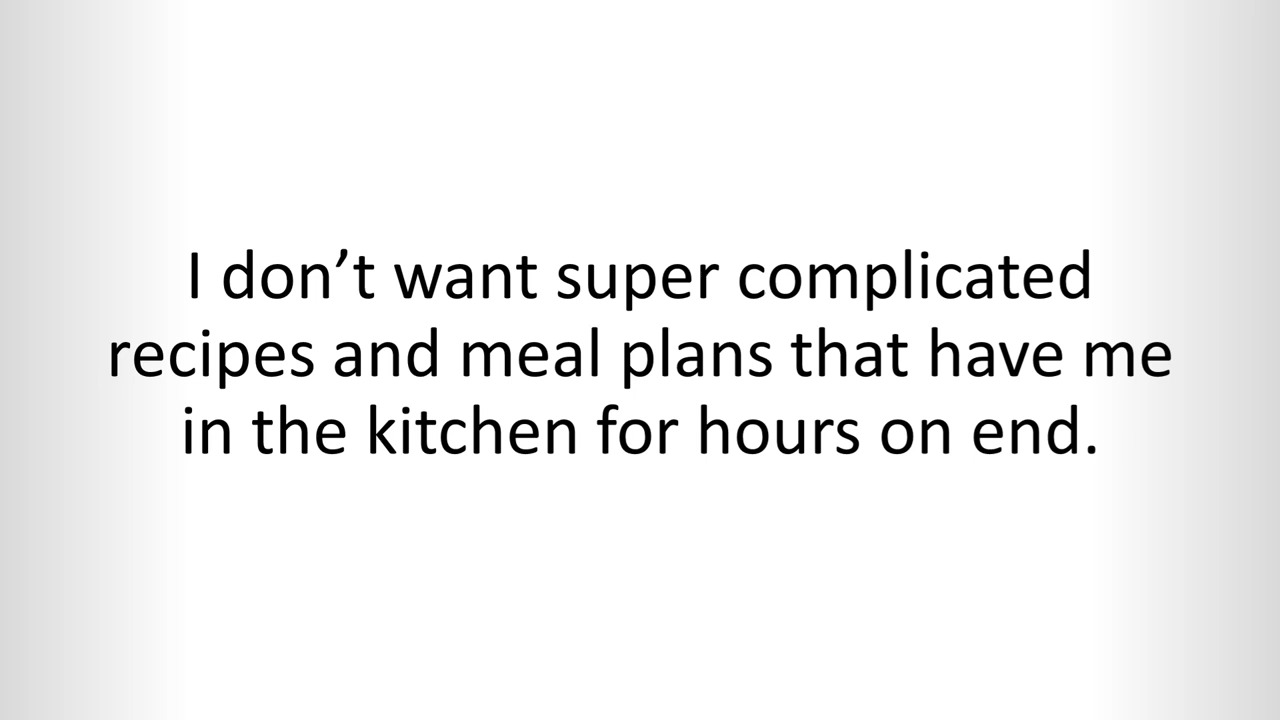 I don’t want super complicated
recipes and meal plans that have me
in the kitchen for hours on end.